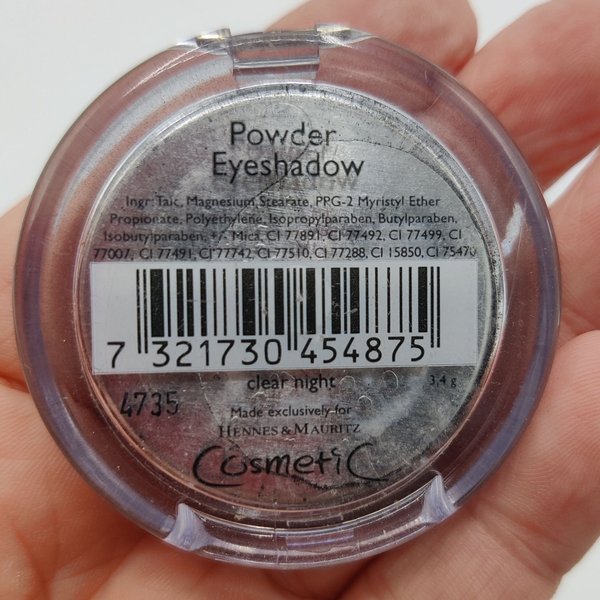 Powder
Eyeshadow
Ingr: Talc, Magnesium Stearate, PPG-2 Myristyl Ether
Propionate, Polyethylene, Isopropylparaben, Butylparaben,
Isobutylparaben, +/- Mica, CI 77891, CI 77492, CI 77499, CI
77007, CI 77491, CI 77742, CI 77510, CI 77288, CI 15850, CI 75470
7 321730 454875
clear night
3,4 g
4735
Made exclusively for
HENNES & MAURITZ
Cosmetic